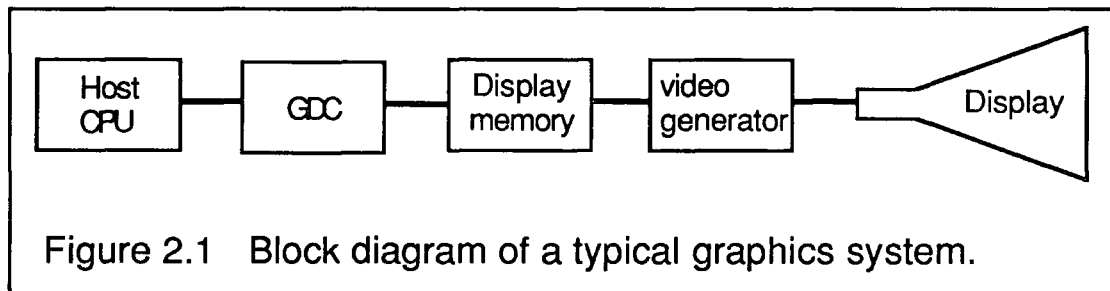 Host
CPU
GDC
Display
memory
video
generator
Display
Figure 2.1 Block diagram of a typical graphics system.